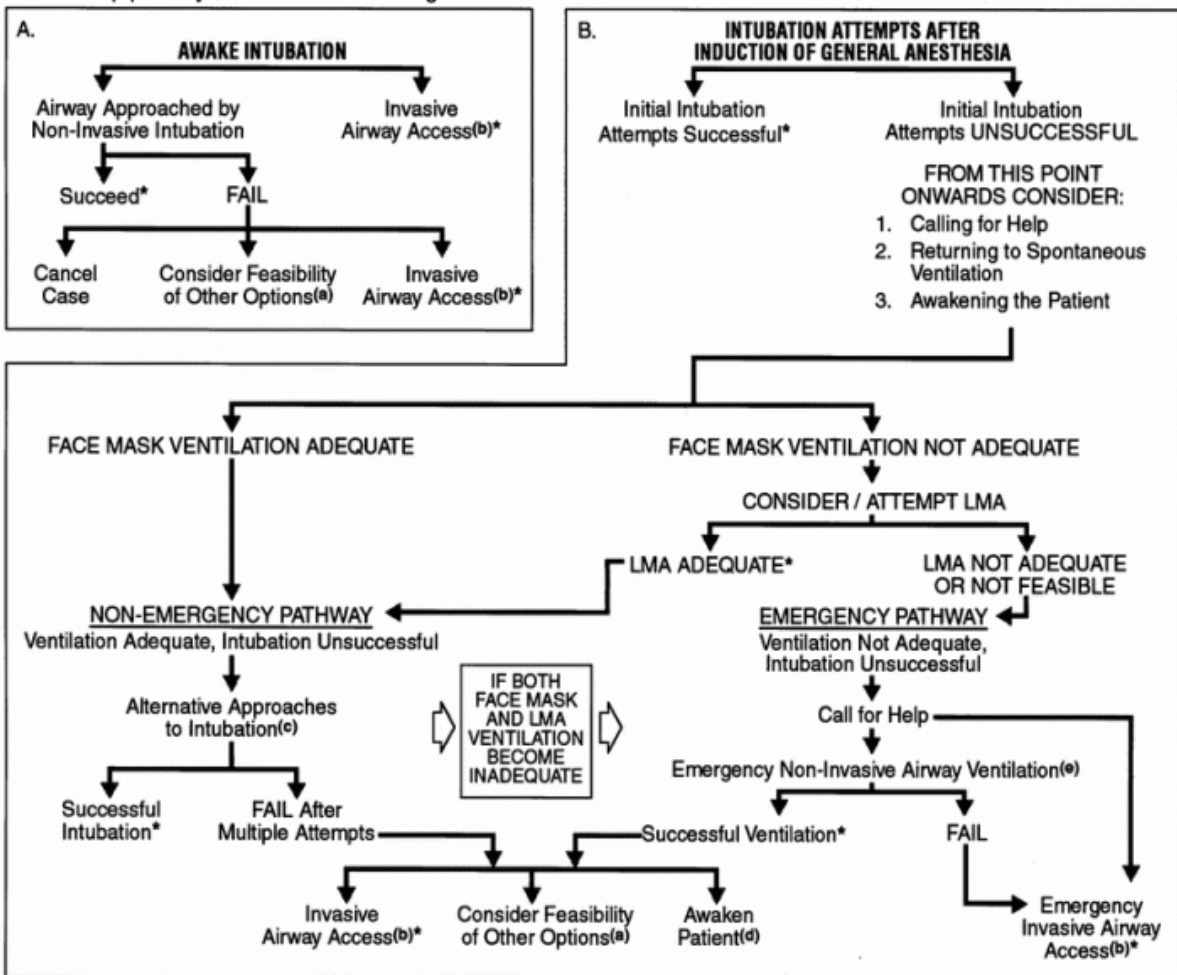 A.
AWAKE INTUBATION
Airway Approached by
Non-Invasive Intubation
Invasive
Airway Access(b)*
Succeed*
FAIL
Cancel
Case
Consider Feasibility
of Other Options(a)
Invasive
Airway Access(b)*
B.
INTUBATION ATTEMPTS AFTER
INDUCTION OF GENERAL ANESTHESIA
Initial Intubation
Attempts Successful*
Initial Intubation
Attempts UNSUCCESSFUL
FROM THIS POINT
ONWARDS CONSIDER:
1. Calling for Help
2. Returning to Spontaneous
Ventilation
3. Awakening the Patient
FACE MASK VENTILATION ADEQUATE
FACE MASK VENTILATION NOT ADEQUATE
CONSIDER / ATTEMPT LMA
LMA ADEQUATE*
LMA NOT ADEQUATE
OR NOT FEASIBLE
NON-EMERGENCY PATHWAY
Ventilation Adequate, Intubation Unsuccessful
EMERGENCY PATHWAY
Ventilation Not Adequate,
Intubation Unsuccessful
Alternative Approaches
to Intubation(c)
IF BOTH
FACE MASK
AND LMA
VENTILATION
BECOME
INADEQUATE
Call for Help
Emergency Non-Invasive Airway Ventilation(e)
Successful
Intubation*
FAIL After
Multiple Attempts
Successful Ventilation*
FAIL
Invasive
Airway Access(b)*
Consider Feasibility
of Other Options(a)
Awaken
Patient(d)
Emergency
Invasive Airway
Access(b)*